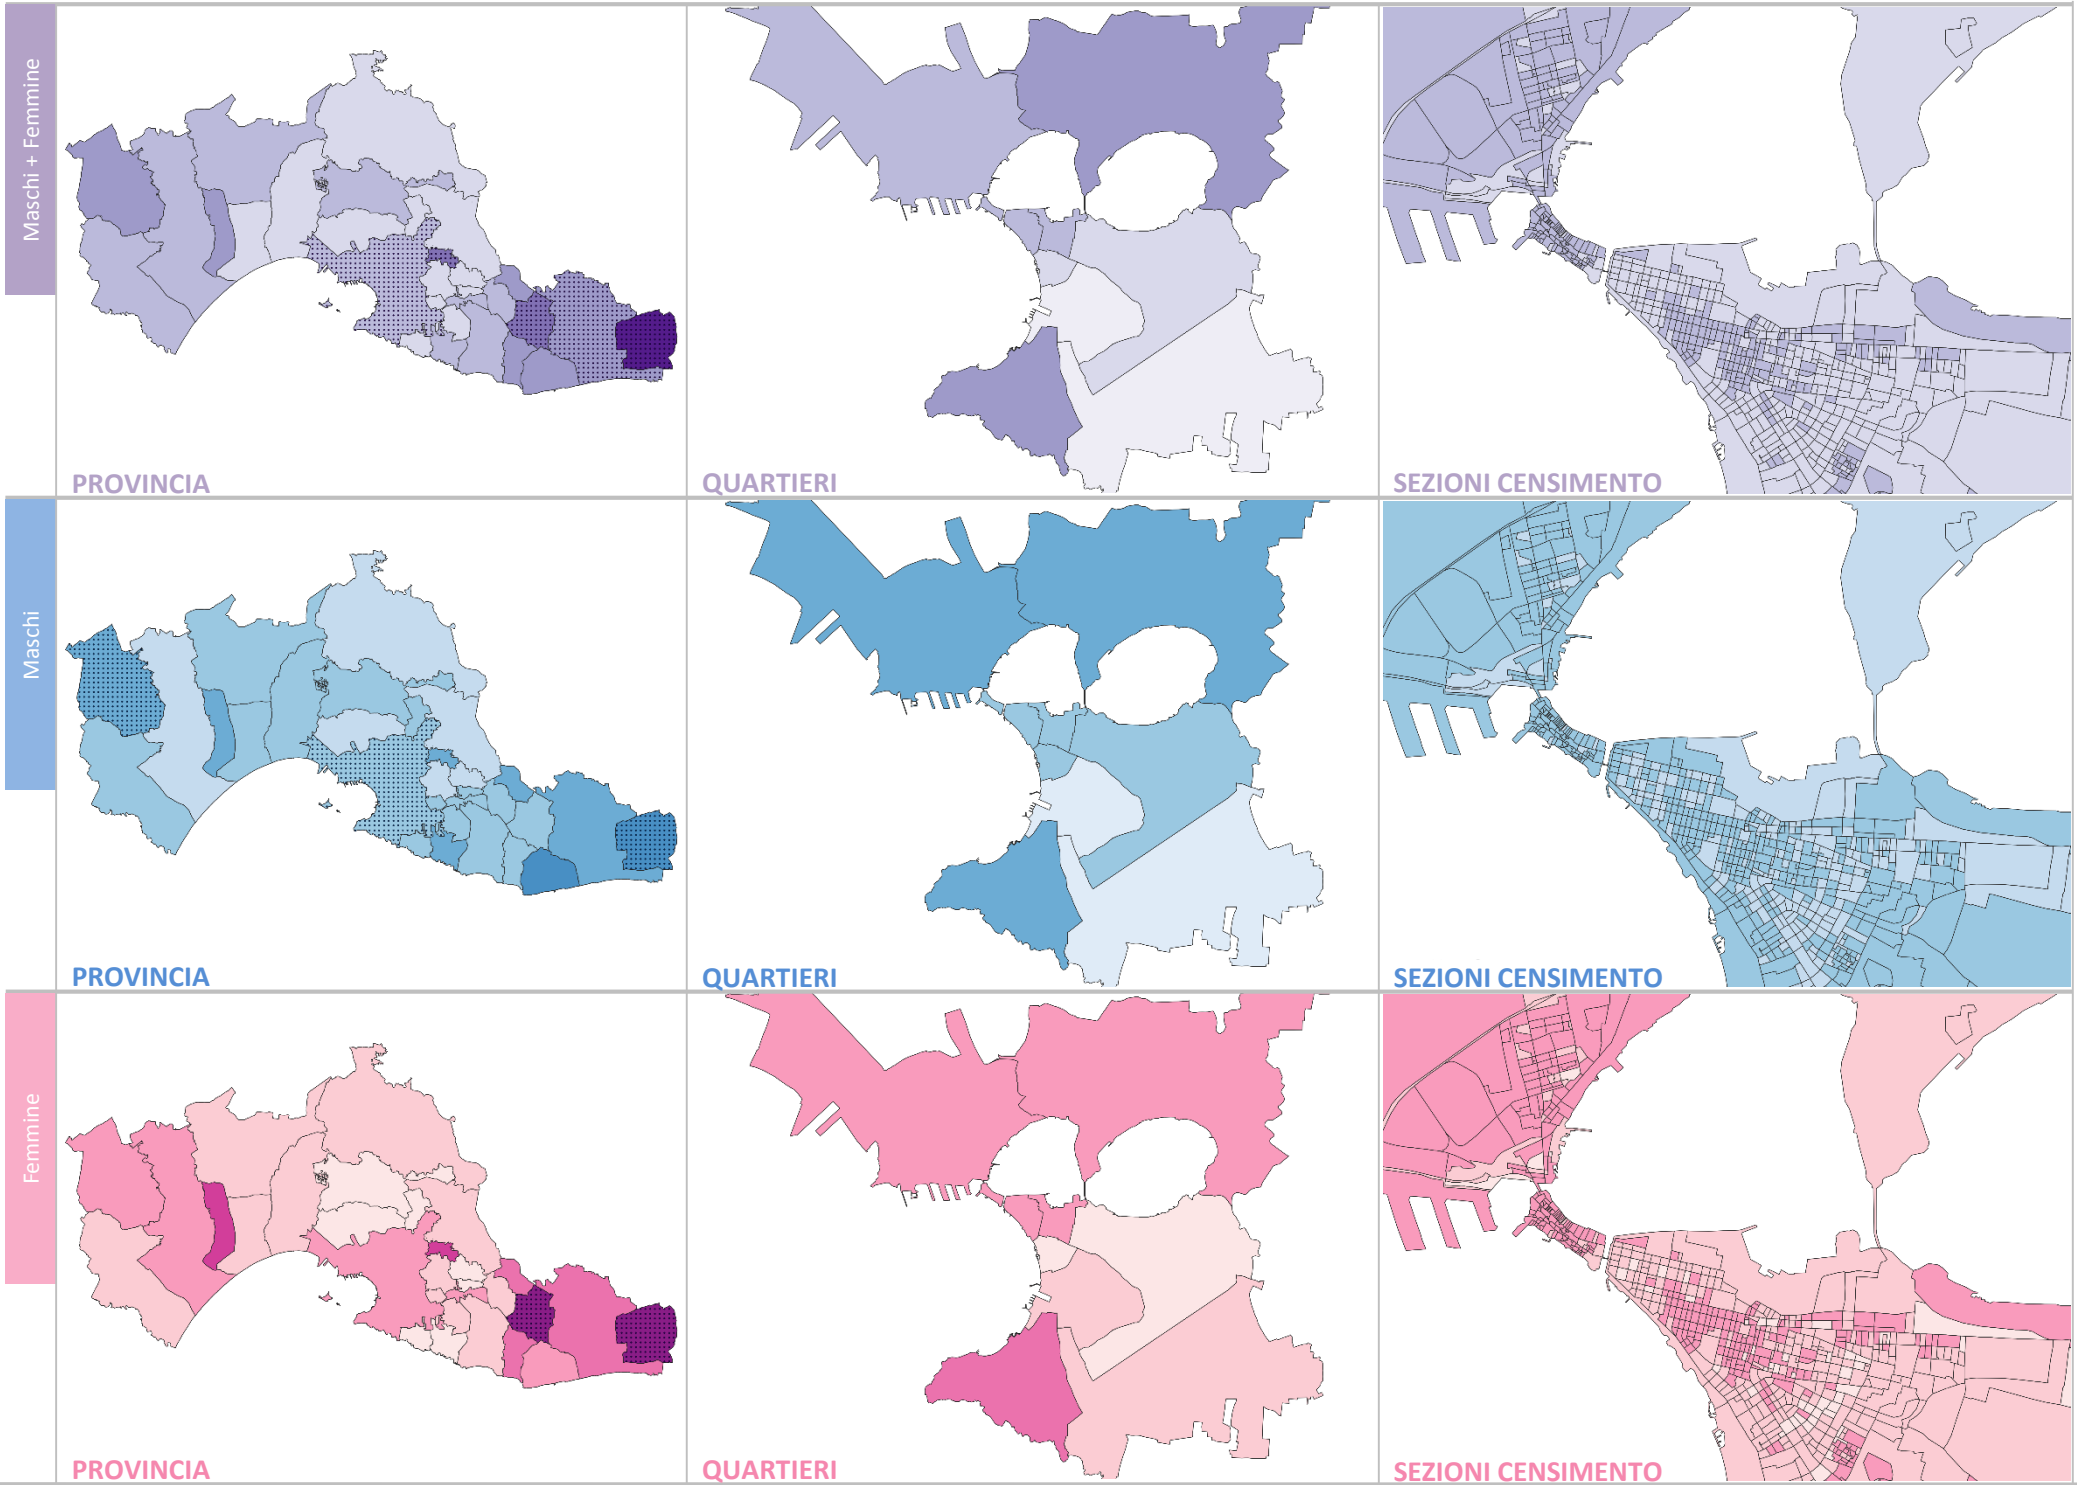 Maschi + Femmine
PROVINCIA
QUARTIERI
SEZIONI CENSIMENTO
Maschi
PROVINCIA
QUARTIERI
SEZIONI CENSIMENTO
Femmine
PROVINCIA
QUARTIERI
SEZIONI CENSIMENTO